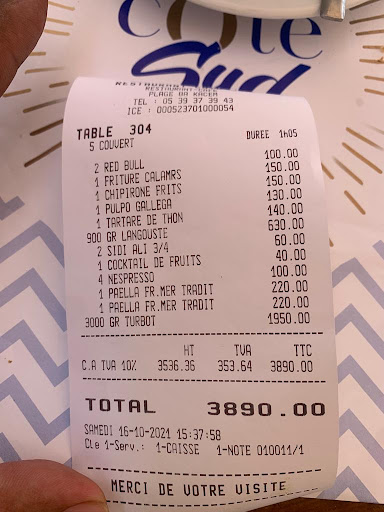 côte
Sud
RESTAURANT CAFE
PLAGE
TEL : 05 39 37 39 43
ICE : 000523701000054
TABLE 304
5 COUVERT DUREE 1h05
2 RED BULL 100.00
1 FRITURE CALAMRS 150.00
1 CHIPIRONE FRITS 150.00
1 PULPO GALLEGA 130.00
1 TARTARE DE THON 140.00
900 GR LANGOUSTE 630.00
2 SIDI ALI 3/4 60.00
1 COCKTAIL DE FRUITS 40.00
4 NESPRESSO 100.00
1 PAELLA FR.MER TRADIT 220.00
1 PAELLA FR.MER TRADIT 220.00
3000 GR TURBOT 1950.00
HT TVA TTC
C.A TVA 10% 3536.36 353.64 3890.00
TOTAL 3890.00
SAMEDI 16-10-2021 15:37:58
Cle 1-Serv.: 1-CAISSE 1-NOTE 010011/1
MERCI DE VOTRE VISITE